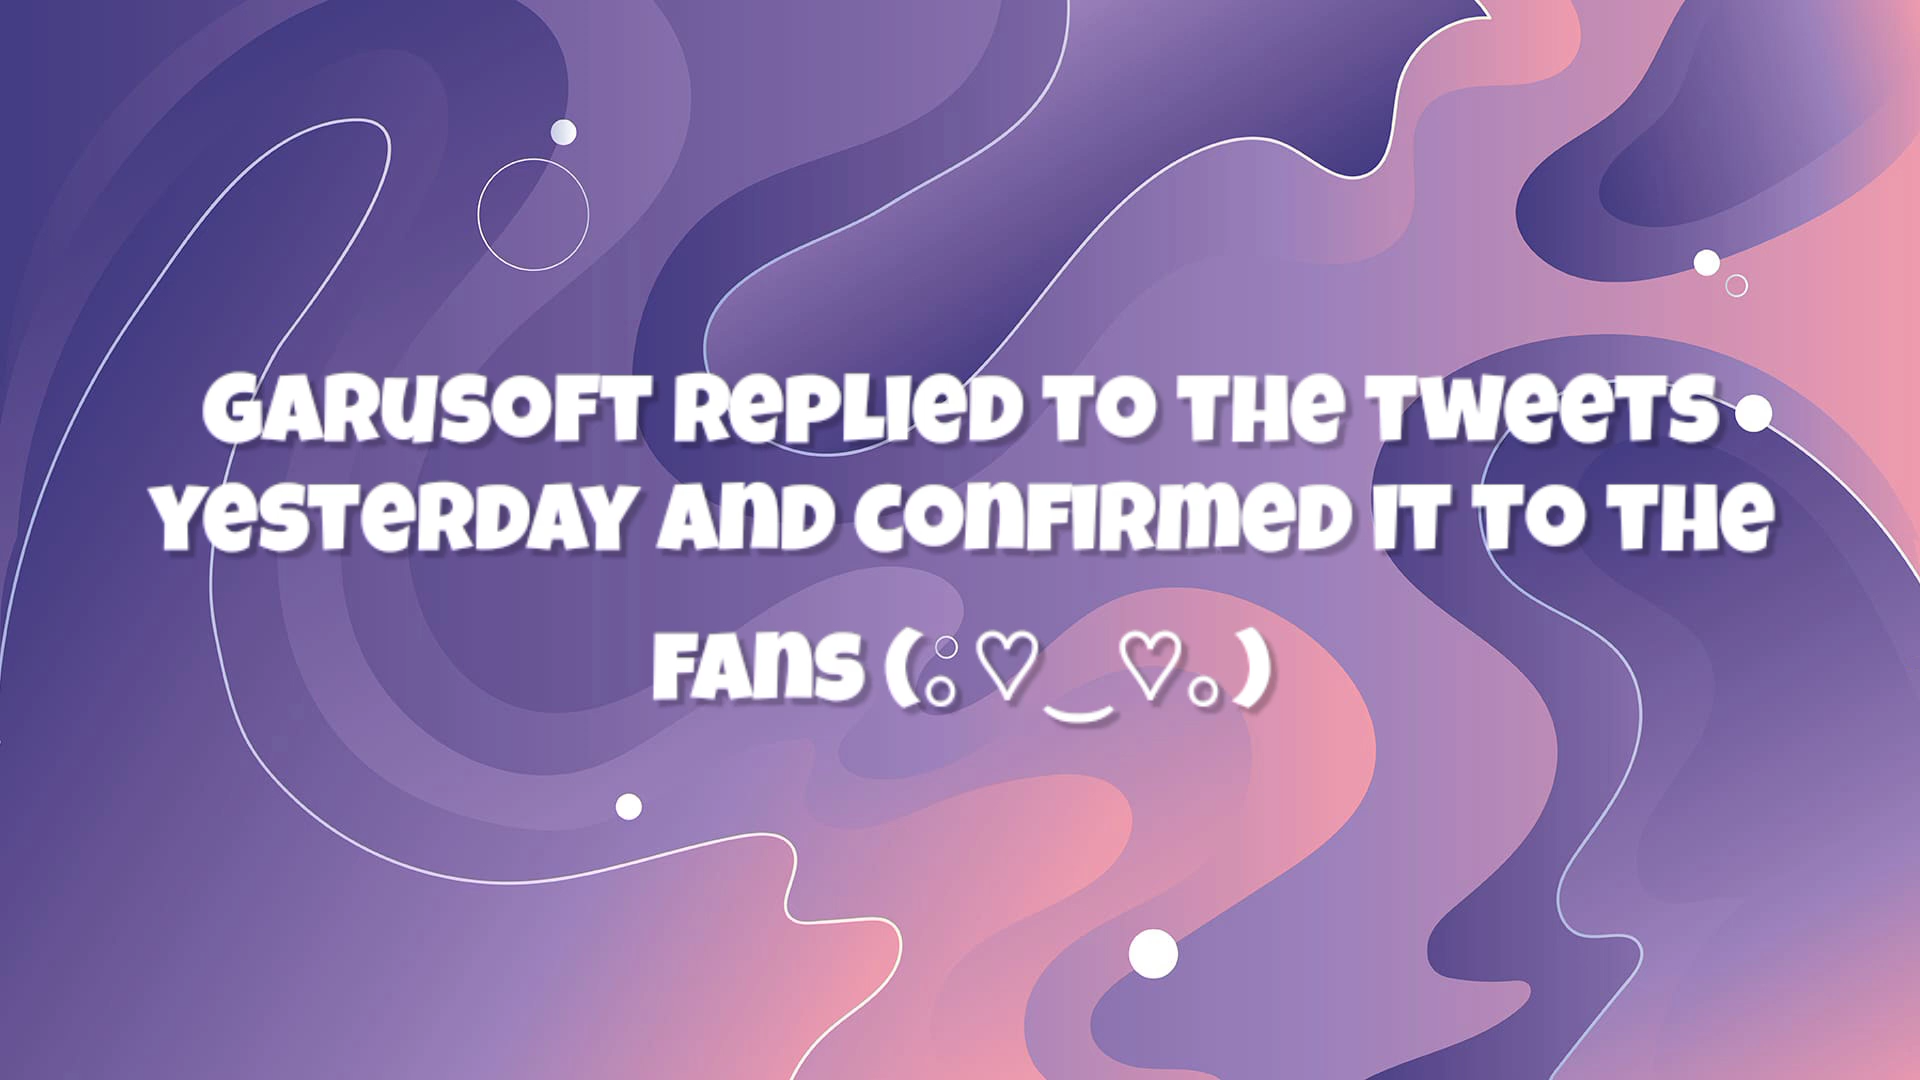 GARUSOFT REPLIED TO THE TWEETS
YESTERDAY AND CONFIRMED IT TO THE
FANS (｡♡‿♡｡)